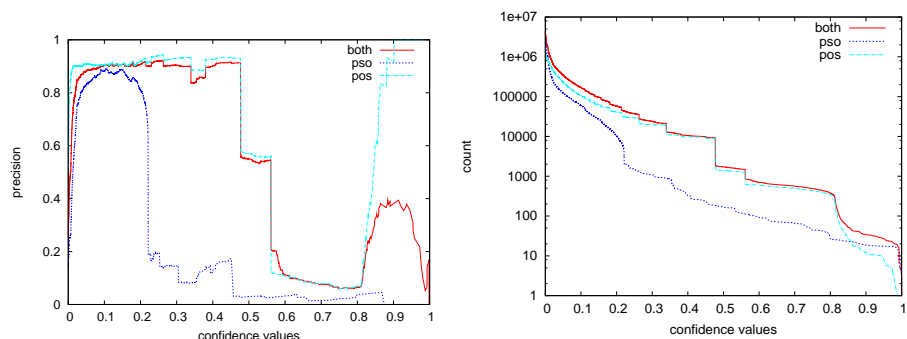 precision
1
0.8
0.6
0.4
0.2
0
0 0.1 0.2 0.3 0.4 0.5 0.6 0.7 0.8 0.9 1
confidence values
both
pso
pos
count
1e+07
1e+06
100000
10000
1000
100
10
1
0 0.1 0.2 0.3 0.4 0.5 0.6 0.7 0.8 0.9 1
confidence values
both
pso
pos